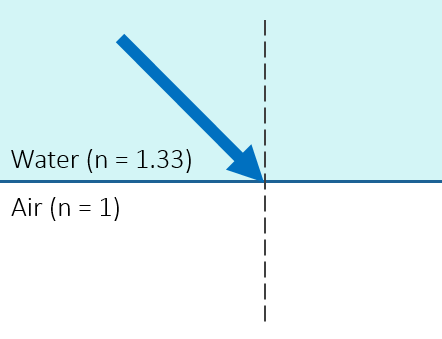 Water (n = 1.33)
Air (n = 1)